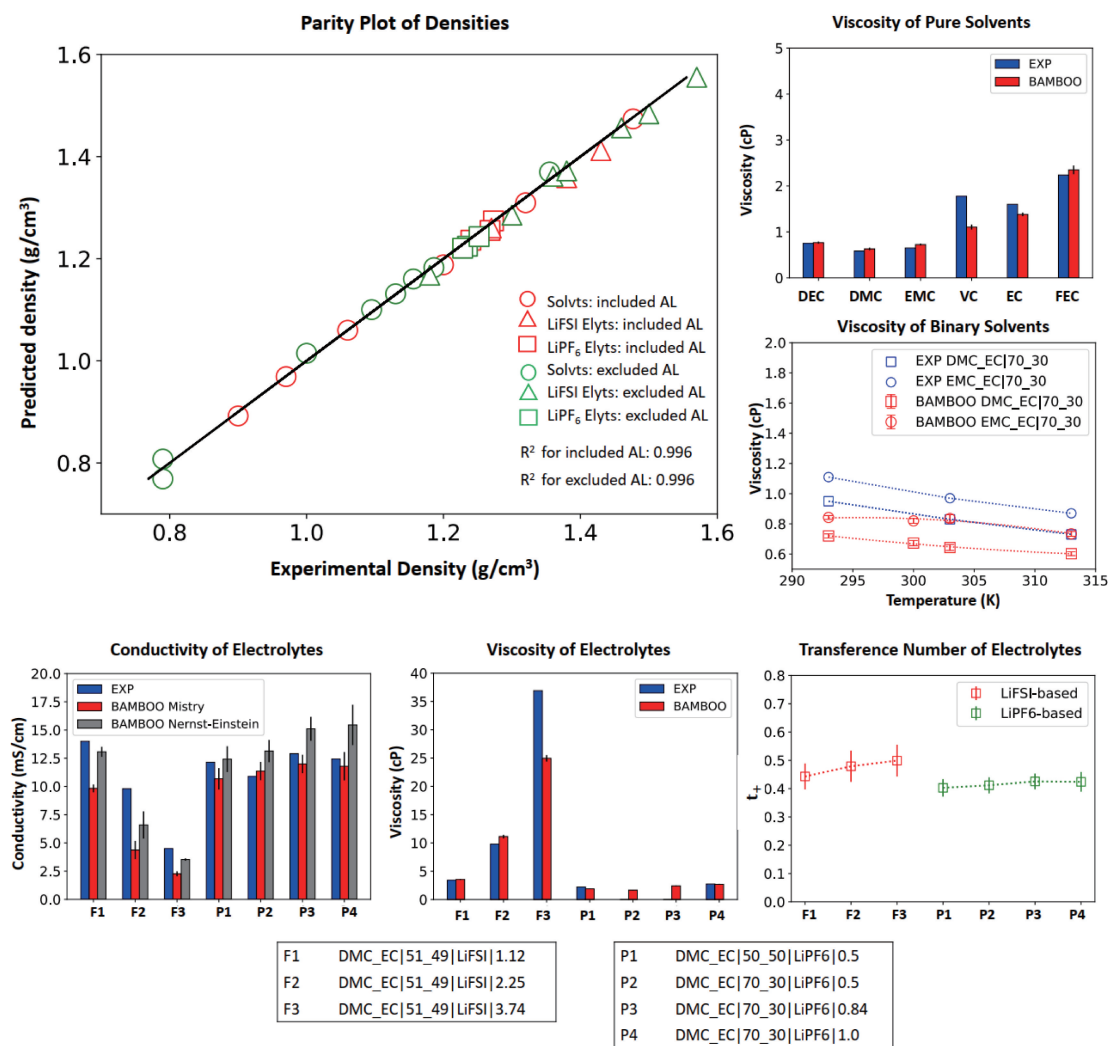 Parity Plot of Densities
Predicted density (g/cm³)
1.6
1.4
1.2
1.0
0.8
0.8 1.0 1.2 1.4 1.6
Experimental Density (g/cm³)
Solvts: included AL
LiFSI Elyts: included AL
LiPF₆ Elyts: included AL
Solvts: excluded AL
LiFSI Elyts: excluded AL
LiPF₆ Elyts: excluded AL
R² for included AL: 0.996
R² for excluded AL: 0.996
Viscosity of Pure Solvents
Viscosity (cP)
5
4
3
2
1
0
EXP
BAMBOO
DEC DMC EMC VC EC FEC
Viscosity of Binary Solvents
Viscosity (cP)
2.0
1.8
1.6
1.4
1.2
1.0
0.8
0.6
EXP DMC_EC|70_30
EXP EMC_EC|70_30
BAMBOO DMC_EC|70_30
BAMBOO EMC_EC|70_30
290 295 300 305 310 315
Temperature (K)
Conductivity of Electrolytes
Conductivity (mS/cm)
20.0
17.5
15.0
12.5
10.0
7.5
5.0
2.5
0.0
EXP
BAMBOO Mistry
BAMBOO Nernst-Einstein
F1 F2 F3 P1 P2 P3 P4
Viscosity of Electrolytes
Viscosity (cP)
40
35
30
25
20
15
10
5
0
EXP
BAMBOO
F1 F2 F3 P1 P2 P3 P4
Transference Number of Electrolytes
t₊
0.8
0.7
0.6
0.5
0.4
0.3
0.2
0.1
0.0
LiFSI-based
LiPF6-based
F1 F2 F3 P1 P2 P3 P4
F1 DMC_EC|51_49|LiFSI|1.12
F2 DMC_EC|51_49|LiFSI|2.25
F3 DMC_EC|51_49|LiFSI|3.74
P1 DMC_EC|50_50|LiPF6|0.5
P2 DMC_EC|70_30|LiPF6|0.5
P3 DMC_EC|70_30|LiPF6|0.84
P4 DMC_EC|70_30|LiPF6|1.0